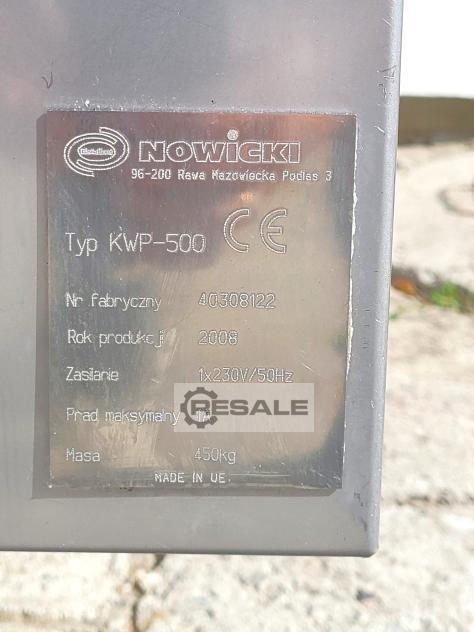 NOWICKI
96-200 Rawa Mazowiecka Podlas 3
Typ KWP-500 CE
Nr fabryczny 40308122
Rok produkcji 2008
Zasilanie 1x230V/50Hz
RESALE
Prad maksymalny
Masa 450kg
MADE IN UE.